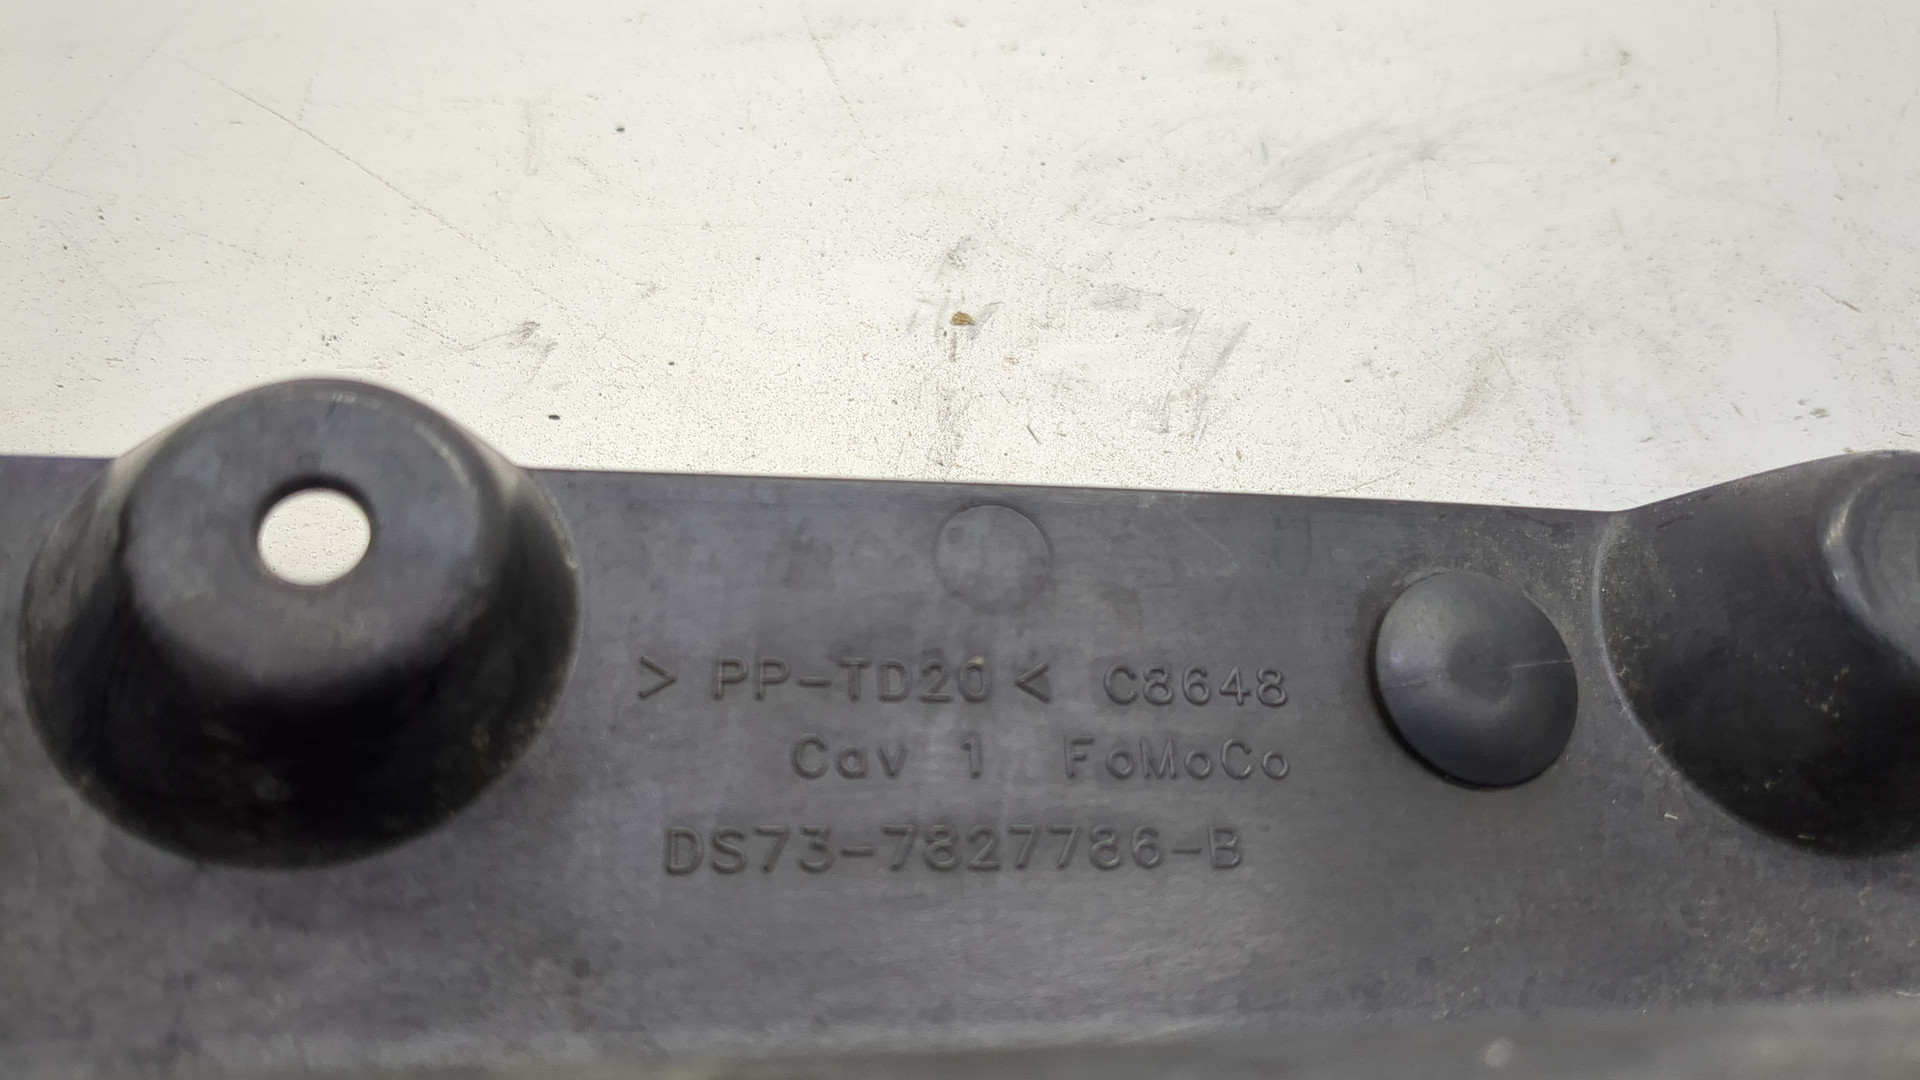 > PP-TD20 < C8648
Cav 1 FoMoCo
DS73-7827786-B